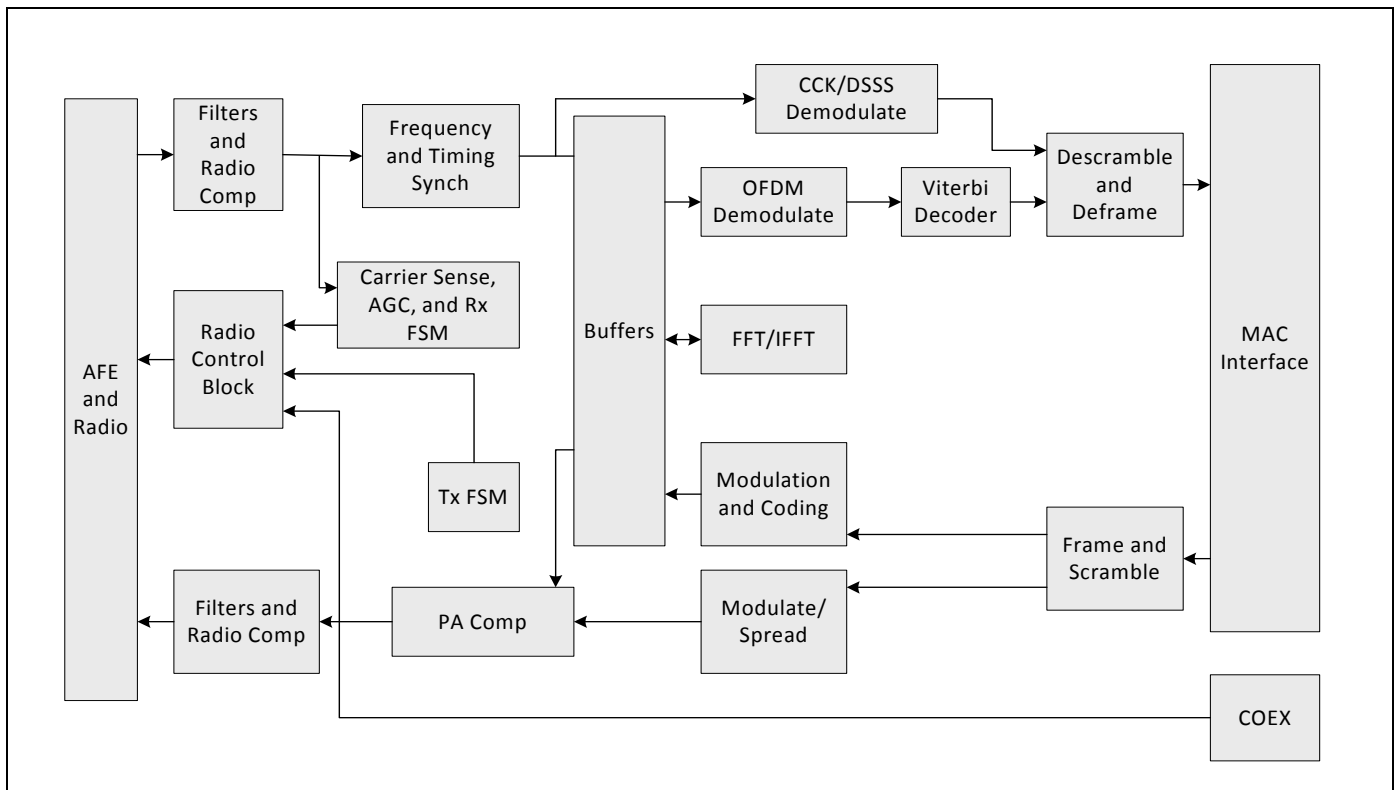 CCK/DSSS
Demodulate
Filters
and
Radio
Comp
Frequency
and Timing
Synch
Descramble
and
Deframe
OFDM
Demodulate
Viterbi
Decoder
Carrier Sense,
AGC, and Rx
FSM
Radio
Control
Block
Buffers
FFT/IFFT
MAC
Interface
AFE
and
Radio
Tx FSM
Modulation
and Coding
Frame and
Scramble
Filters and
Radio Comp
PA Comp
Modulate/
Spread
COEX